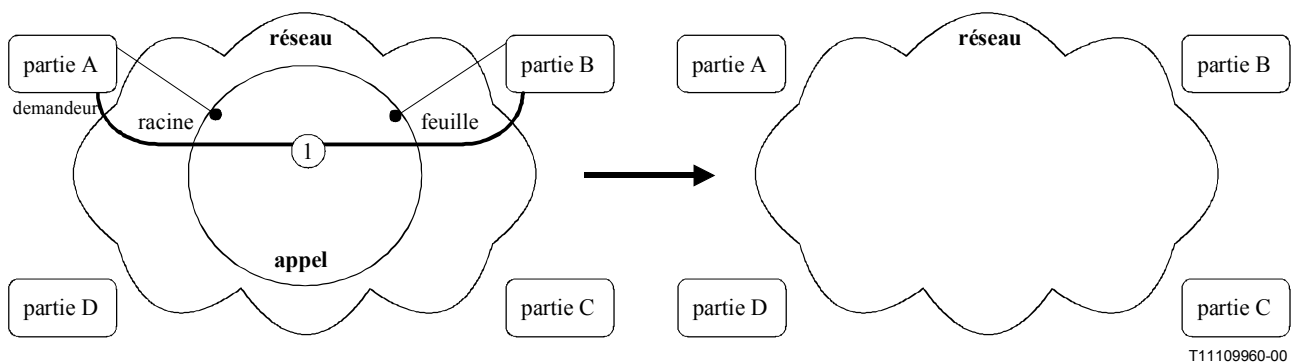 réseau
partie A
partie B
demandeur
racine
feuille
1
appel
partie D
partie C
réseau
partie A
partie B
partie D
partie C
T11109960-00